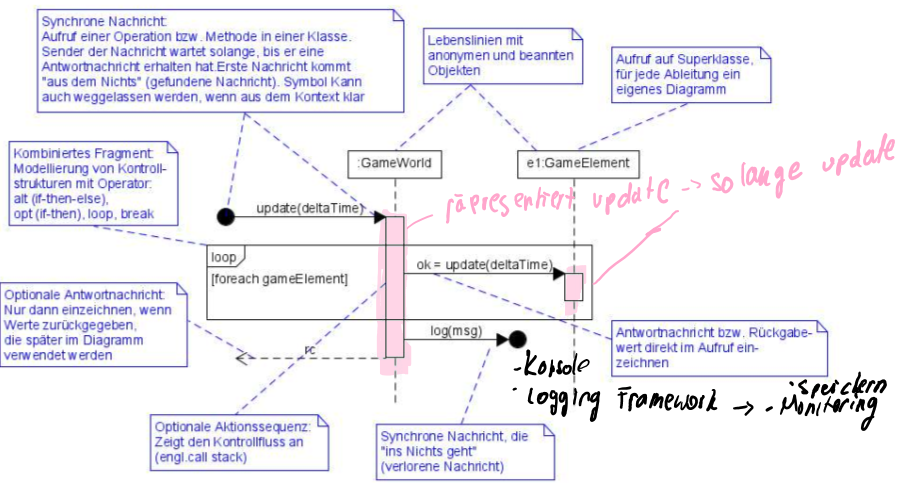 Synchrone Nachricht:
Aufruf einer Operation bzw. Methode in einer Klasse.
Sender der Nachricht wartet solange, bis er eine
Antwortnachricht erhalten hat.Erste Nachricht kommt
"aus dem Nichts" (gefundene Nachricht). Symbol Kann
auch weggelassen werden, wenn aus dem Kontext klar
Lebenslinien mit
anonymen und beannten
Objekten
Aufruf auf Superklasse,
für jede Ableitung ein
eigenes Diagramm
Kombiniertes Fragment:
Modellierung von Kontroll-
strukturen mit Operator:
alt (if-then-else),
opt (if-then), loop, break
:GameWorld
e1:GameElement
räpresentiert update -> solange update
update(deltaTime)
loop
[foreach gameElement]
ok = update(deltaTime)
Optionale Antwortnachricht:
Nur dann einzeichnen, wenn
Werte zurückgegeben,
die später im Diagramm
verwendet werden
log(msg)
rc
Antwortnachricht bzw. Rückgabe-
wert direkt im Aufruf ein-
zeichnen
- Konsole
- Logging Framework -> - Speichern
- Monitoring
Optionale Aktionssequenz:
Zeigt den Kontrollfluss an
(engl.call stack)
Synchrone Nachricht, die
"ins Nichts geht"
(verlorene Nachricht)